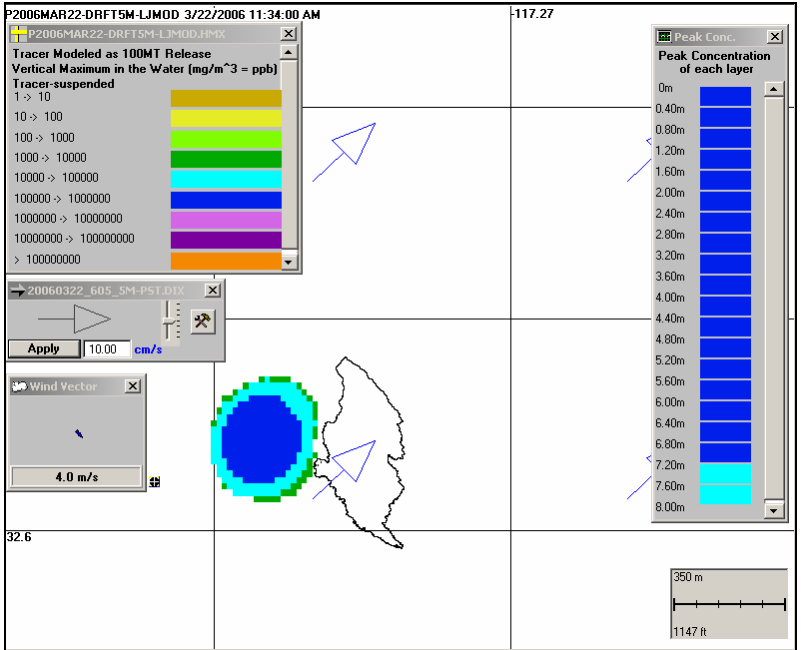 P2006MAR22-DRFT5M-LJMOD 3/22/2006 11:34:00 AM
-117.27
P2006MAR22-DRFT5M-LJMOD.HMX
Tracer Modeled as 100MT Release
Vertical Maximum in the Water (mg/m^3 = ppb)
Tracer-suspended
1 -> 10
10 -> 100
100 -> 1000
1000 -> 10000
10000 -> 100000
100000 -> 1000000
1000000 -> 10000000
10000000 -> 100000000
> 100000000
20060322_605_5M-PST.DIX
Apply 10.00 cm/s
Wind Vector
4.0 m/s
32.6
Peak Conc.
Peak Concentration
of each layer
0m
0.40m
0.80m
1.20m
1.60m
2.00m
2.40m
2.80m
3.20m
3.60m
4.00m
4.40m
4.80m
5.20m
5.60m
6.00m
6.40m
6.80m
7.20m
7.60m
8.00m
350 m
1147 ft